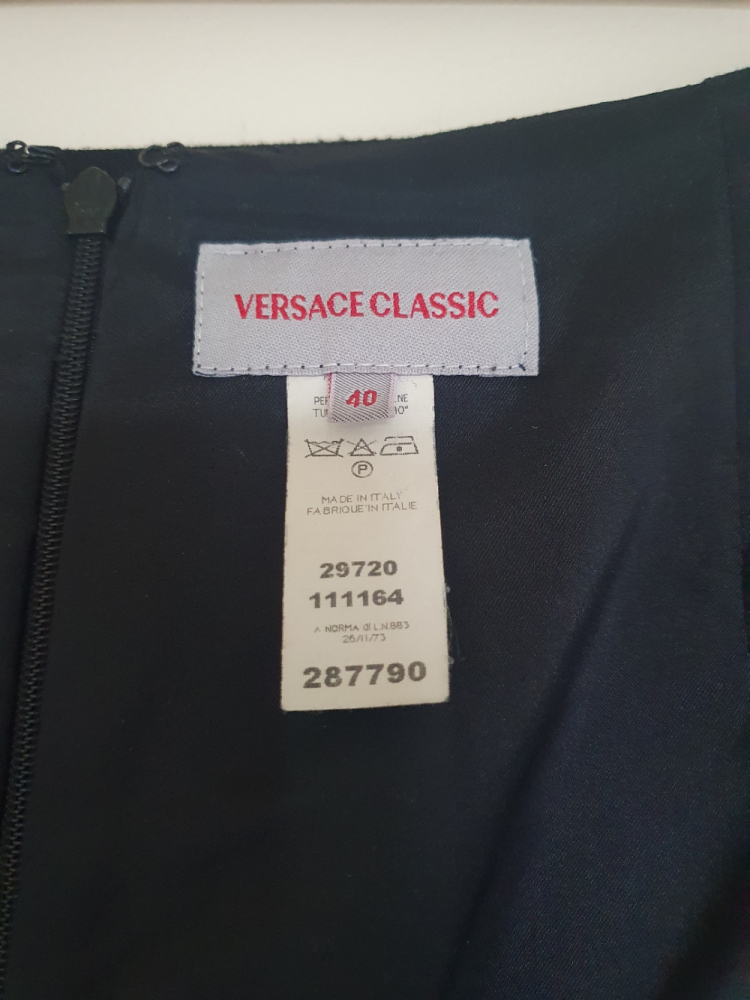 VERSACE CLASSIC
40
MADE IN ITALY
FABRIQUE IN ITALIE
29720
111164
A NORMA di L.N.883
26/11/73
287790